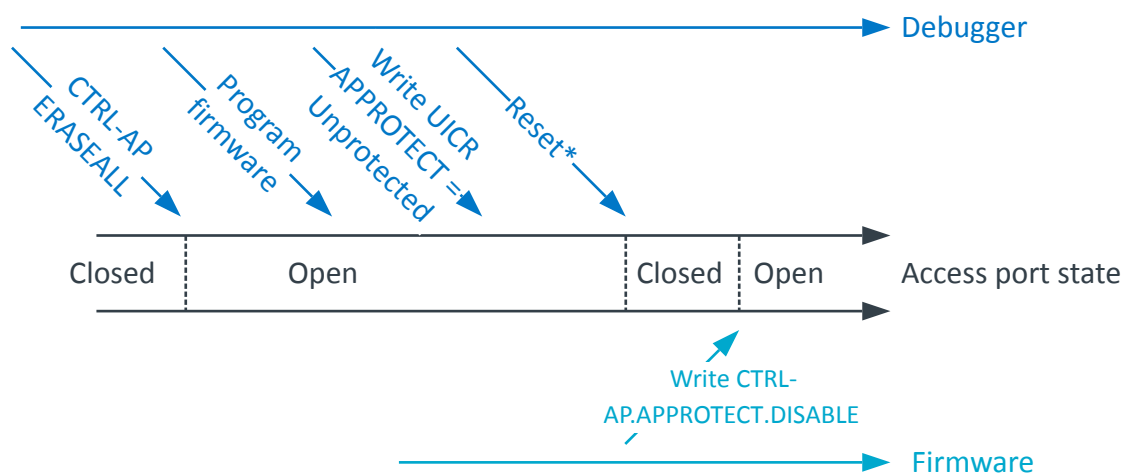 Debugger
CTRL-AP
ERASEALL
Program
firmware
Write UICR
APPROTECT =
Unprotected
Reset*
Closed
Open
Closed
Open
Access port state
Write CTRL-
AP.APPROTECT.DISABLE
Firmware